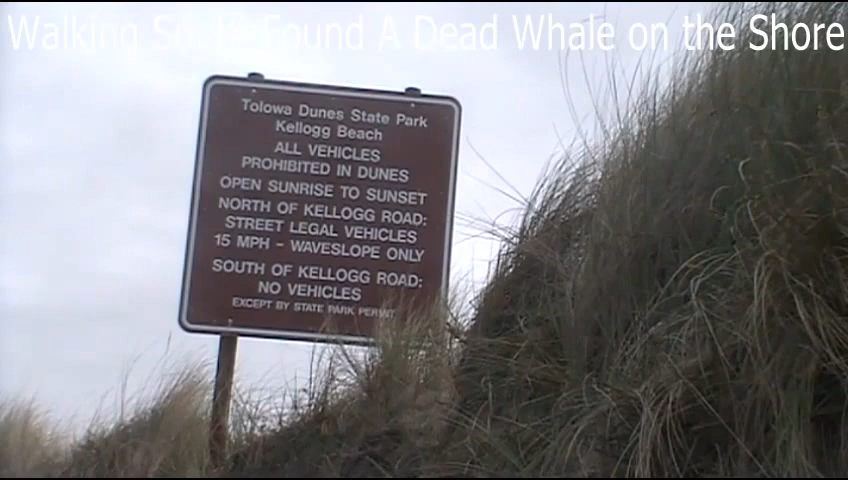 Walking South Found A Dead Whale on the Shore
Tolowa Dunes State Park
Kellogg Beach
ALL VEHICLES
PROHIBITED IN DUNES
OPEN SUNRISE TO SUNSET
NORTH OF KELLOGG ROAD:
STREET LEGAL VEHICLES
15 MPH - WAVESLOPE ONLY
SOUTH OF KELLOGG ROAD:
NO VEHICLES
EXCEPT BY STATE PARK PERMIT